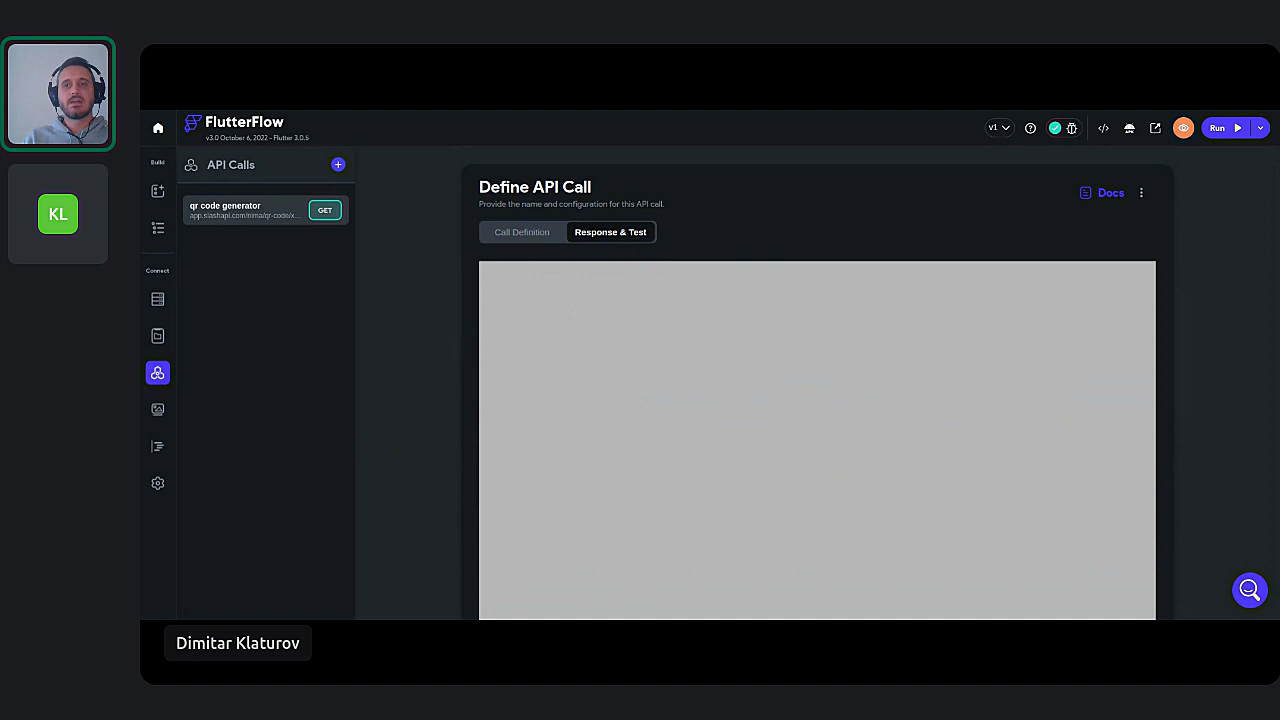 FlutterFlow
v3.0 October 6, 2022 - Flutter 3.0.5
v1
Run
Build
API Calls
qr code generator
app.slashapi.com/nima/qr-code/x...
GET
Connect
Define API Call
Provide the name and configuration for this API call.
Docs
Call Definition
Response & Test
KL
Dimitar Klaturov